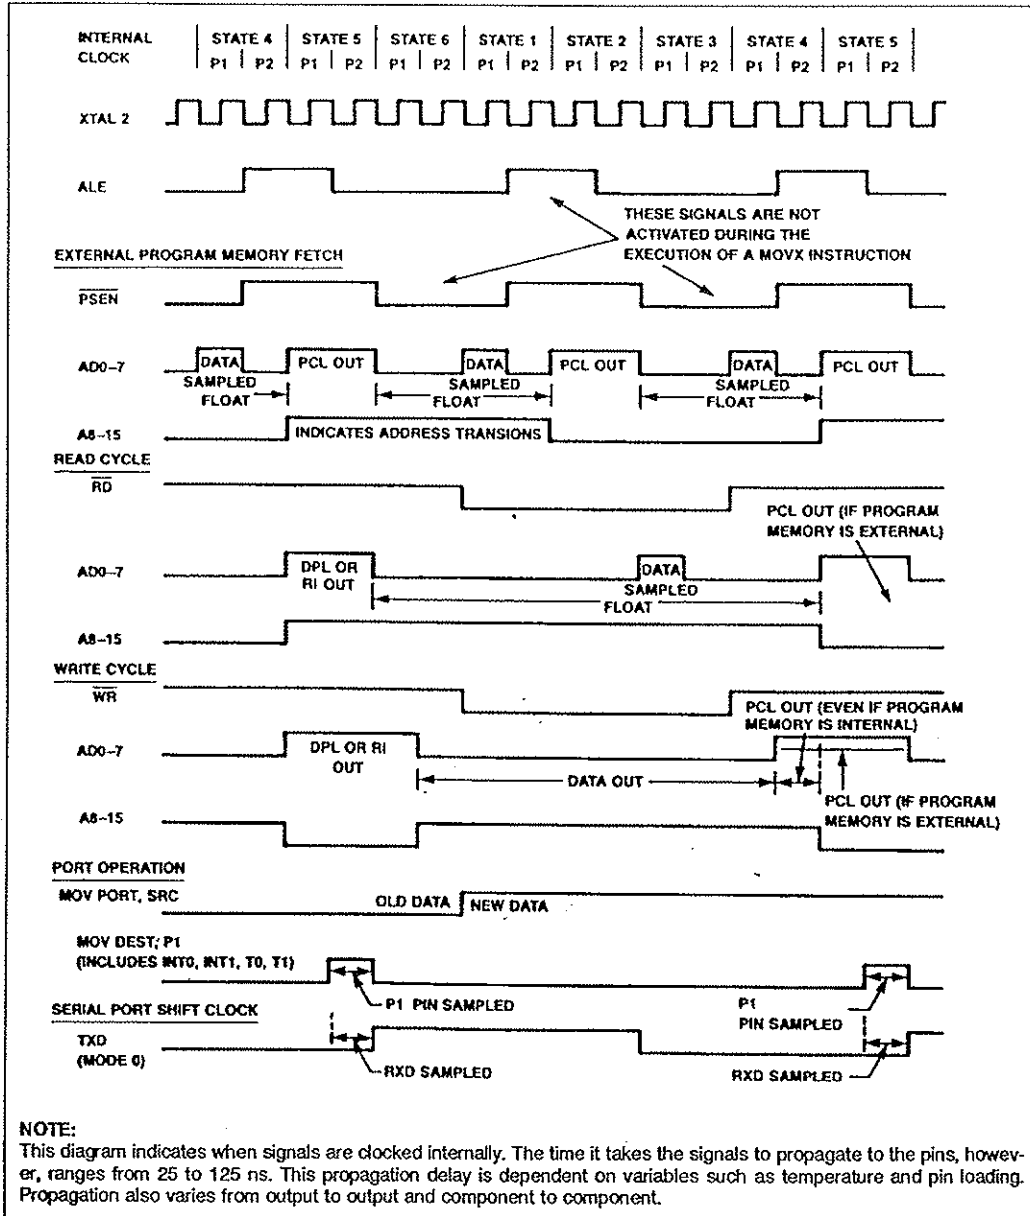 INTERNAL CLOCK
STATE 4 STATE 5 STATE 6 STATE 1 STATE 2 STATE 3 STATE 4 STATE 5
P1 P2 P1 P2 P1 P2 P1 P2 P1 P2 P1 P2 P1 P2 P1 P2
XTAL 2
ALE
THESE SIGNALS ARE NOT
ACTIVATED DURING THE
EXECUTION OF A MOVX INSTRUCTION
EXTERNAL PROGRAM MEMORY FETCH
PSEN
AD0-7
DATA PCL OUT DATA PCL OUT DATA PCL OUT
SAMPLED SAMPLED SAMPLED
FLOAT FLOAT FLOAT
A8-15
INDICATES ADDRESS TRANSIONS
READ CYCLE
RD
PCL OUT (IF PROGRAM
MEMORY IS EXTERNAL)
AD0-7
DPL OR
RI OUT
DATA
SAMPLED
FLOAT
A8-15
WRITE CYCLE
WR
PCL OUT (EVEN IF PROGRAM
MEMORY IS INTERNAL)
AD0-7
DPL OR RI
OUT
DATA OUT
PCL OUT (IF PROGRAM
MEMORY IS EXTERNAL)
A8-15
PORT OPERATION
MOV PORT, SRC
OLD DATA NEW DATA
MOV DEST, P1
(INCLUDES INT0, INT1, T0, T1)
P1 PIN SAMPLED
P1
PIN SAMPLED
SERIAL PORT SHIFT CLOCK
TXD
(MODE 0)
RXD SAMPLED
RXD SAMPLED
NOTE:
This diagram indicates when signals are clocked internally. The time it takes the signals to propagate to the pins, howev-
er, ranges from 25 to 125 ns. This propagation delay is dependent on variables such as temperature and pin loading.
Propagation also varies from output to output and component to component.